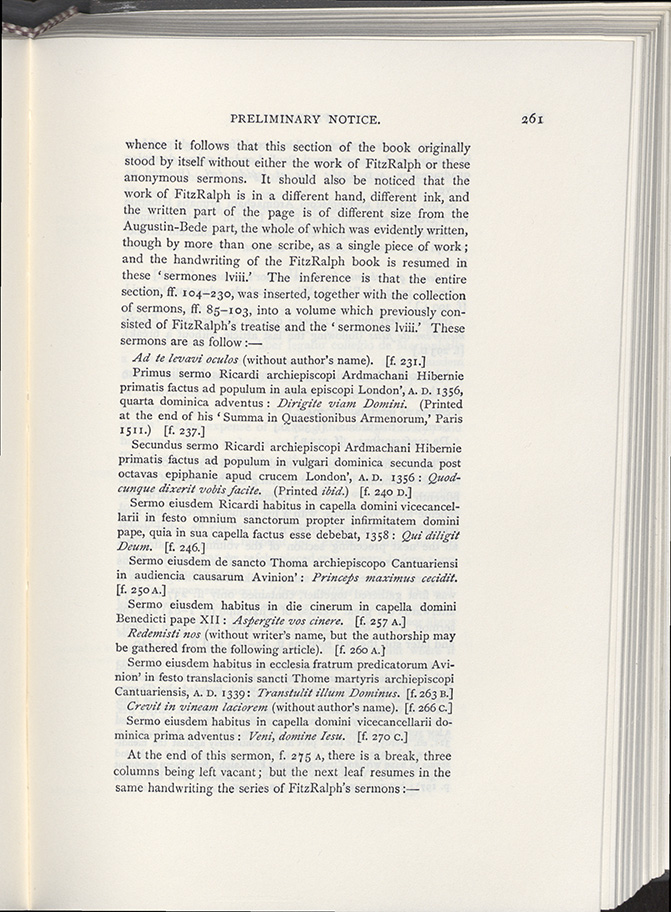 PRELIMINARY NOTICE. 261
whence it follows that this section of the book originally
stood by itself without either the work of FitzRalph or these
anonymous sermons. It should also be noticed that the
work of FitzRalph is in a different hand, different ink, and
the written part of the page is of different size from the
Augustin-Bede part, the whole of which was evidently written,
though by more than one scribe, as a single piece of work;
and the handwriting of the FitzRalph book is resumed in
these ‘sermones lviii.’ The inference is that the entire
section, ff. 104–230, was inserted, together with the collection
of sermons, ff. 85–103, into a volume which previously con-
sisted of FitzRalph's treatise and the ‘sermones lviii.’ These
sermons are as follow:—
Ad te levavi oculos (without author's name). [f. 231.]
Primus sermo Ricardi archiepiscopi Ardmachani Hibernie
primatis factus ad populum in aula episcopi London', A. D. 1356,
quarta dominica adventus: Dirigite viam Domini. (Printed
at the end of his ‘Summa in Quaestionibus Armenorum,’ Paris
1511.) [f. 237.]
Secundus sermo Ricardi archiepiscopi Ardmachani Hibernie
primatis factus ad populum in vulgari dominica secunda post
octavas epiphanie apud crucem London', A. D. 1356: Quod-
cunque dixerit vobis facite. (Printed ibid.) [f. 240 D.]
Sermo eiusdem Ricardi habitus in capella domini vicecancel-
larii in festo omnium sanctorum propter infirmitatem domini
pape, quia in sua capella factus esse debebat, 1358: Qui diligit
Deum. [f. 246.]
Sermo eiusdem de sancto Thoma archiepiscopo Cantuariensi
in audiencia causarum Avinion': Princeps maximus cecidit.
[f. 250 A.]
Sermo eiusdem habitus in die cinerum in capella domini
Benedicti pape XII: Aspergite vos cinere. [f. 257 A.]
Redemisti nos (without writer's name, but the authorship may
be gathered from the following article). [f. 260 A.]
Sermo eiusdem habitus in ecclesia fratrum predicatorum Avi-
nion' in festo translacionis sancti Thome martyris archiepiscopi
Cantuariensis, A. D. 1339: Transtulit illum Dominus. [f. 263 B.]
Crevit in vineam laciorem (without author's name). [f. 266 C.]
Sermo eiusdem habitus in capella domini vicecancellarii do-
minica prima adventus: Veni, domine Iesu. [f. 270 C.]
At the end of this sermon, f. 275 A, there is a break, three
columns being left vacant; but the next leaf resumes in the
same handwriting the series of FitzRalph's sermons:—